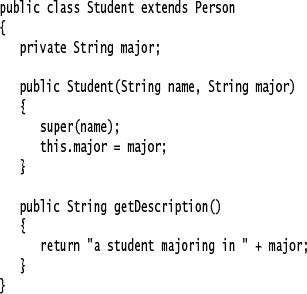 public class Student extends Person
{
private String major;
public Student(String name, String major)
{
super(name);
this.major = major;
}
public String getDescription()
{
return "a student majoring in " + major;
}
}